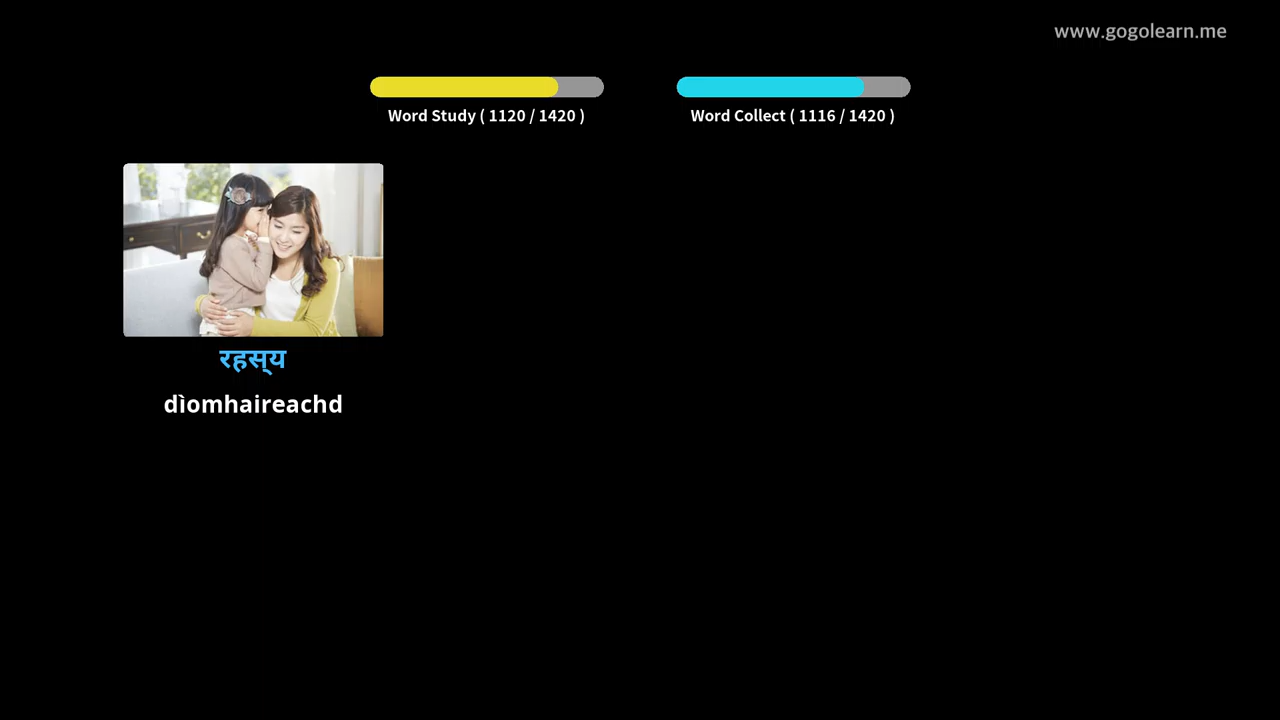 www.gogolearn.me
Word Study ( 1120 / 1420 )
Word Collect ( 1116 / 1420 )
रहस्य
dìomhaireachd